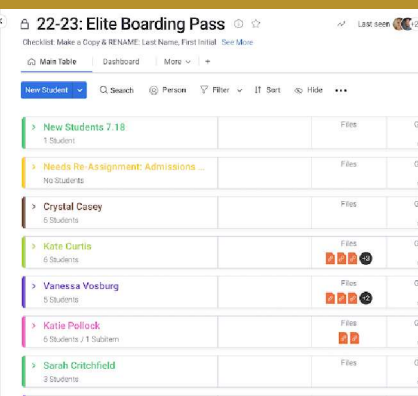 22-23: Elite Boarding Pass
Last seen +2
Checklist. Make a Copy & RENAME: Last Name, First Initial See More
Main Table Dashboard More +
New Student Search Person Filter Sort Hide
New Students 7.18 Files
1 Student
Needs Re-Assignment: Admissions ... Files
No Students
Crystal Casey Files
6 Students
Kate Curtis Files
6 Students +3
Vanessa Vosburg Files
5 Students +2
Katie Pollock Files
6 Students / 1 Subitem
Sarah Critchfield Files
3 Students